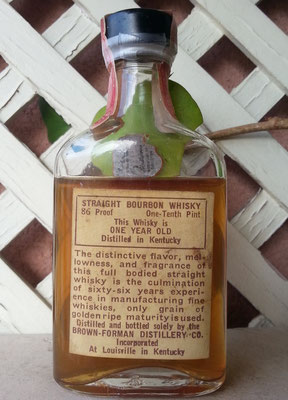 STRAIGHT BOURBON WHISKY
86 Proof One-Tenth Pint
This Whisky is
ONE YEAR OLD
Distilled in Kentucky
The distinctive flavor, mel-
lowness, and fragrance of
this full bodied straight
whisky is the culmination
of sixty-six years experi-
ence in manufacturing fine
whiskies, only grain of
golden ripe maturity is used.
Distilled and bottled solely by the
BROWN-FORMAN DISTILLERY CO.
Incorporated
At Louisville in Kentucky